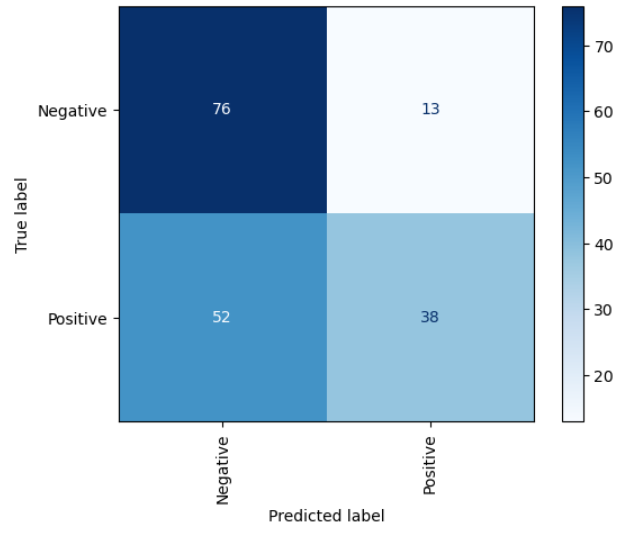 Negative
Positive
True label
76
13
52
38
Negative
Positive
Predicted label
70
60
50
40
30
20